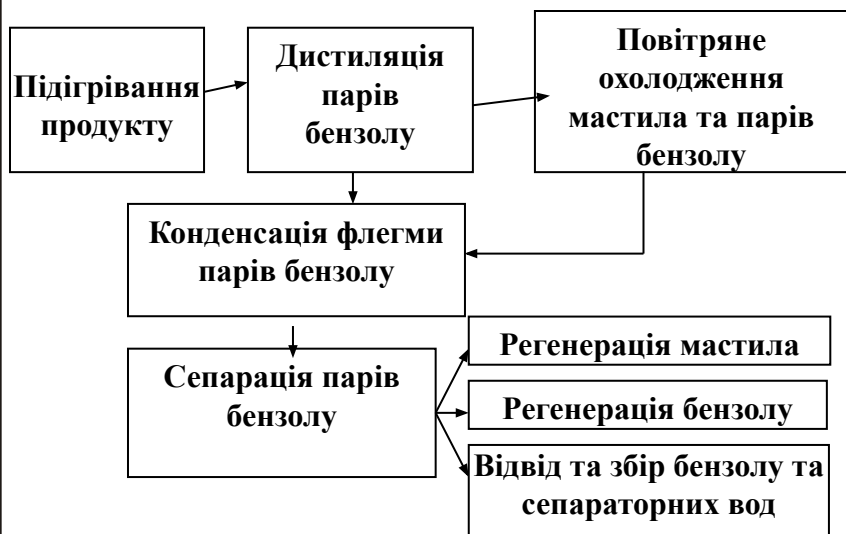 Підігрівання
продукту
Дистиляція
парів
бензолу
Повітряне
охолодження
мастила та парів
бензолу
Конденсація флегми
парів бензолу
Сепарація парів
бензолу
Регенерація мастила
Регенерація бензолу
Відвід та збір бензолу та
сепараторних вод